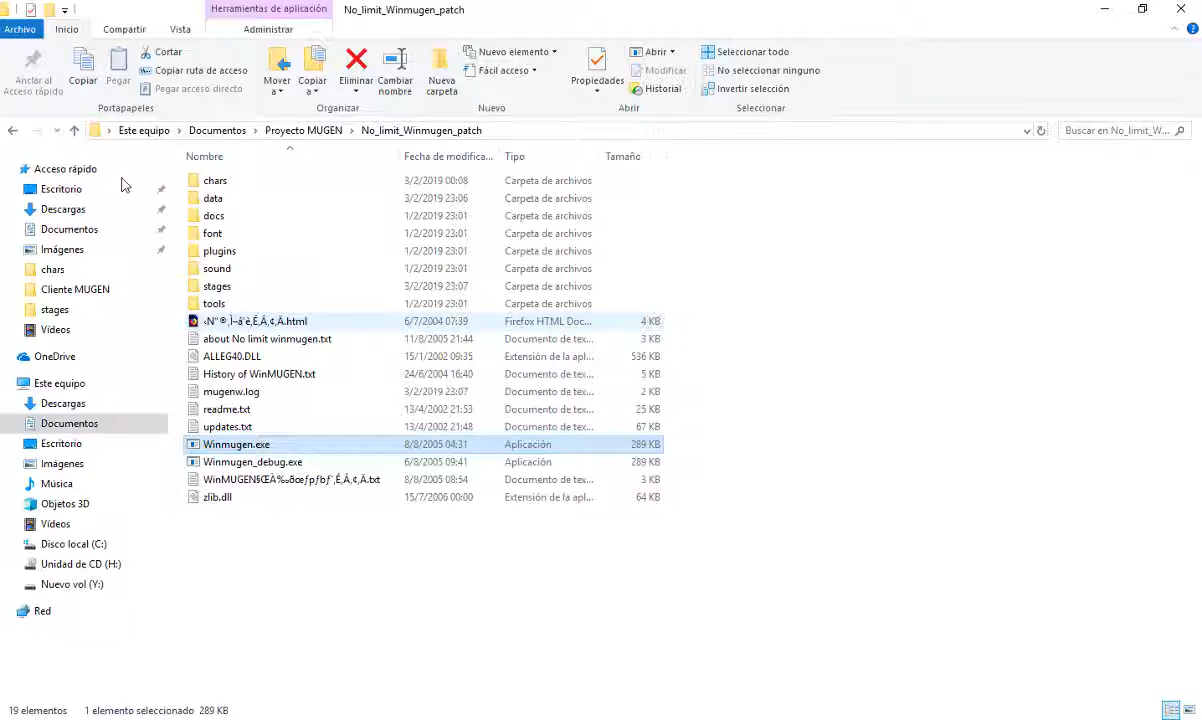 Herramientas de aplicación
No_limit_Winmugen_patch
Archivo Inicio Compartir Vista Administrar
Anclar al Acceso rápido
Copiar
Pegar
Cortar
Copiar ruta de acceso
Pegar acceso directo
Portapapeles
Mover a
Copiar a
Eliminar
Cambiar nombre
Organizar
Nueva carpeta
Nuevo elemento
Fácil acceso
Nuevo
Propiedades
Abrir
Modificar
Historial
Abrir
Seleccionar todo
No seleccionar ninguno
Invertir selección
Seleccionar
Este equipo > Documentos > Proyecto MUGEN > No_limit_Winmugen_patch
Buscar en No_limit_W...
Acceso rápido
Escritorio
Descargas
Documentos
Imágenes
chars
Cliente MUGEN
stages
Vídeos
OneDrive
Este equipo
Descargas
Documentos
Escritorio
Imágenes
Música
Objetos 3D
Vídeos
Disco local (C:)
Unidad de CD (H:)
Nuevo vol (Y:)
Red
Nombre Fecha de modifica... Tipo Tamaño
chars 3/2/2019 00:08 Carpeta de archivos
data 3/2/2019 23:06 Carpeta de archivos
docs 1/2/2019 23:01 Carpeta de archivos
font 1/2/2019 23:01 Carpeta de archivos
plugins 1/2/2019 23:01 Carpeta de archivos
sound 1/2/2019 23:01 Carpeta de archivos
stages 3/2/2019 23:07 Carpeta de archivos
tools 1/2/2019 23:01 Carpeta de archivos
6/7/2004 07:39 Firefox HTML Doc... 4 KB
about No limit winmugen.txt 11/8/2005 21:44 Documento de tex... 3 KB
ALLEG40.DLL 15/1/2002 09:35 Extensión de la apl... 536 KB
History of WinMUGEN.txt 24/6/2004 16:40 Documento de tex... 5 KB
mugenw.log 3/2/2019 23:07 Documento de tex... 2 KB
readme.txt 13/4/2002 21:53 Documento de tex... 25 KB
updates.txt 13/4/2002 21:48 Documento de tex... 67 KB
Winmugen.exe 8/8/2005 04:31 Aplicación 289 KB
Winmugen_debug.exe 6/8/2005 09:41 Aplicación 289 KB
8/8/2005 08:54 Documento de tex... 3 KB
zlib.dll 15/7/2006 00:00 Extensión de la apl... 64 KB
19 elementos 1 elemento seleccionado 289 KB